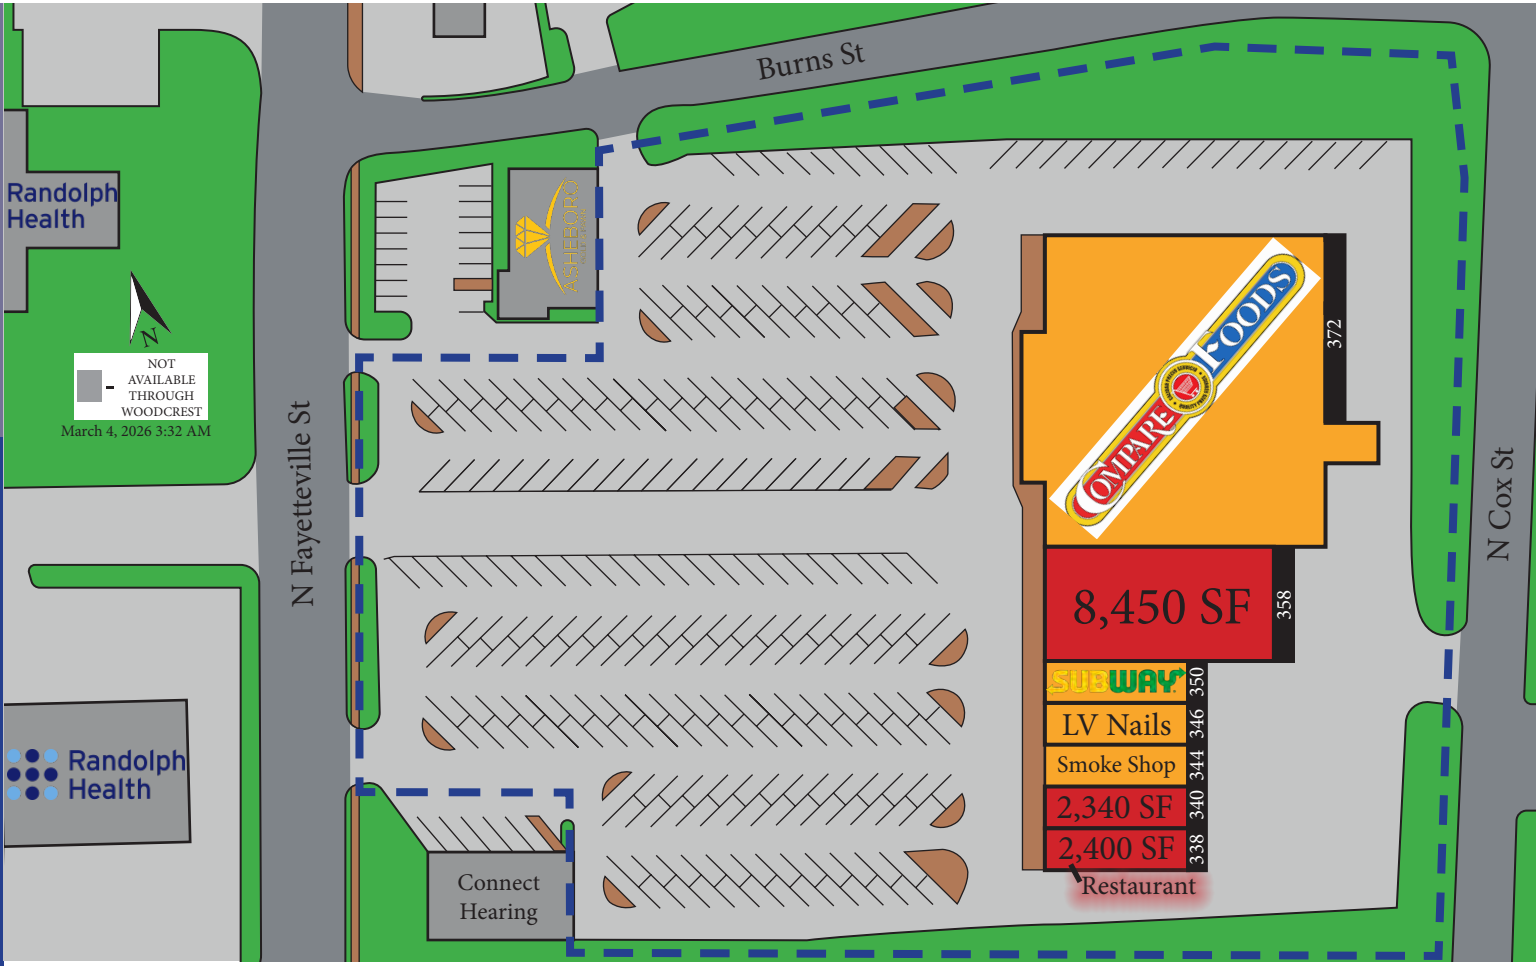 Burns St
Randolph
Health
ASHEBORO
N
NOT
AVAILABLE
THROUGH
WOODCREST
March 4, 2026 3:32 AM
N Fayetteville St
N Cox St
COMPARE FOODS
372
8,450 SF
358
SUBWAY
350
LV Nails
346
Smoke Shop
344
2,340 SF
340
2,400 SF
338
Restaurant
Randolph
Health
Connect
Hearing